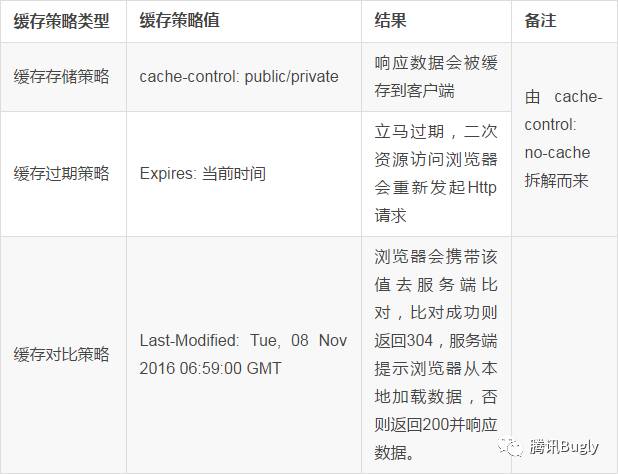 缓存策略类型
缓存策略值
结果
备注
缓存存储策略
cache-control: public/private
响应数据会被缓
存到客户端
由 cache-
control:
no-cache
拆解而来
缓存过期策略
Expires: 当前时间
立马过期，二次
资源访问浏览器
会重新发起Http
请求
缓存对比策略
Last-Modified: Tue, 08 Nov
2016 06:59:00 GMT
浏览器会携带该
值去服务端比
对，比对成功则
返回304，服务端
提示浏览器从本
地加载数据，否
则返回200并响应
数据。
腾讯Bugly